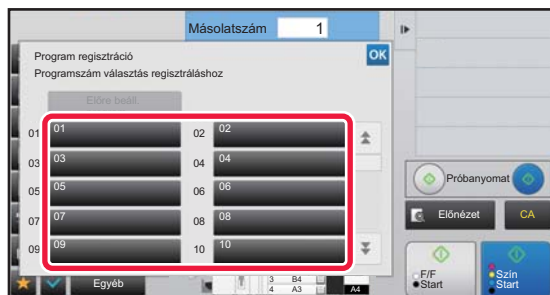 Másolatszám 1
Program regisztráció
Programszám választás regisztráláshoz
OK
Előre beáll.
01 01 02 02
03 03 04 04
05 05 06 06
07 07 08 08
09 09 10 10
Próbanyomat
Előnézet
CA
Egyéb
3 B4
4 A3
A4
F/F
Start
Szín
Start